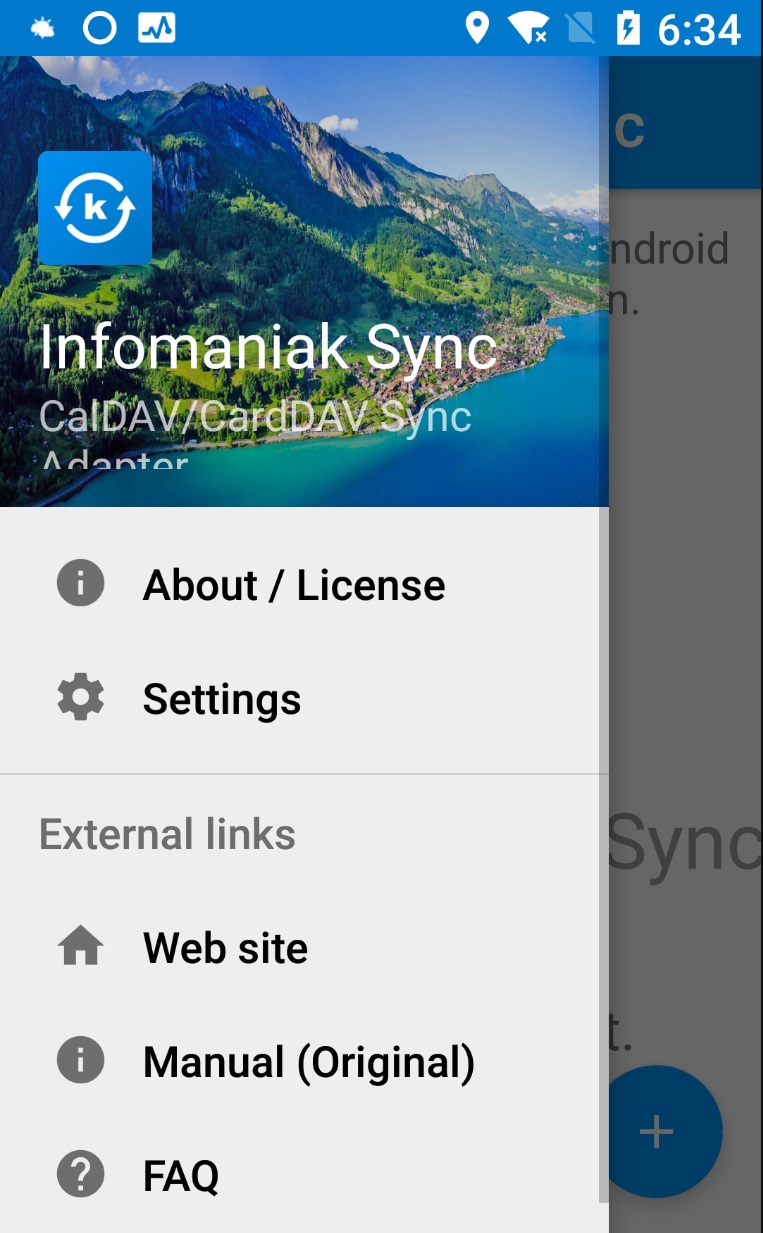 6:34
c
k
ndroid
n.
Infomaniak Sync
CalDAV/CardDAV Sync
Adapter
About / License
Settings
External links
Sync
Web site
t.
Manual (Original)
FAQ